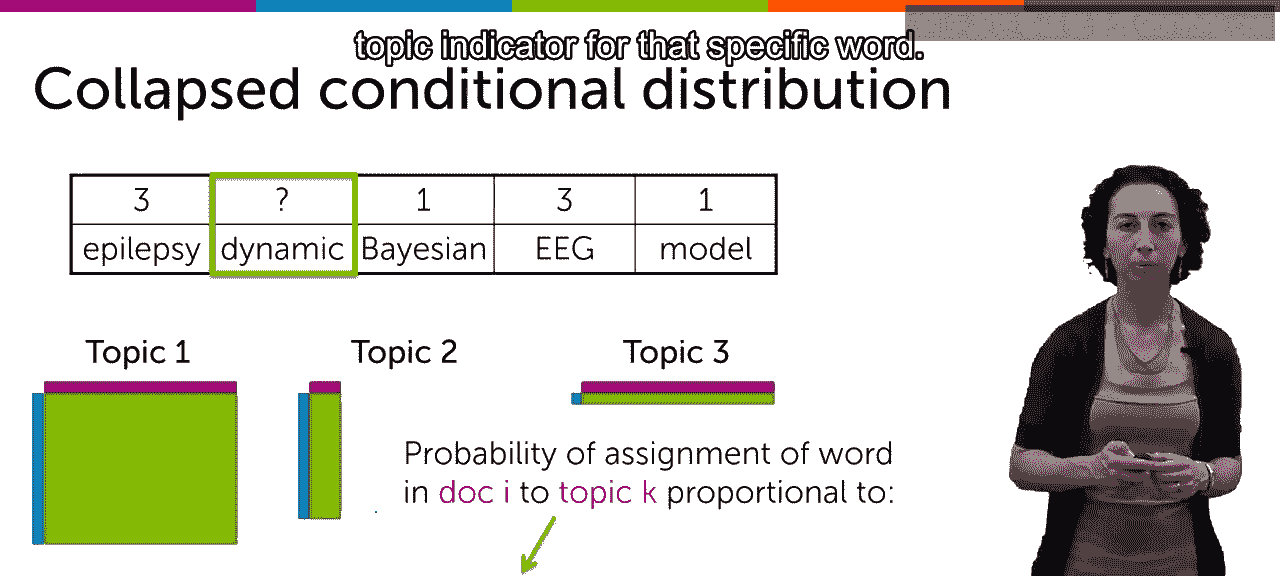 topic indicator for that specific word.
Collapsed conditional distribution
3 ? 1 3 1
epilepsy dynamic Bayesian EEG model
Topic 1 Topic 2 Topic 3
Probability of assignment of word
in doc i to topic k proportional to: